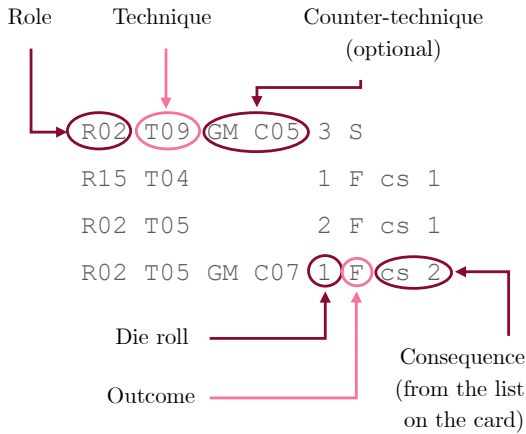 Role Technique Counter-technique
(optional)
R02 T09 GM C05 3 S
R15 T04 1 F cs 1
R02 T05 2 F cs 1
R02 T05 GM C07 1 F cs 2
Die roll
Outcome
Consequence
(from the list
on the card)